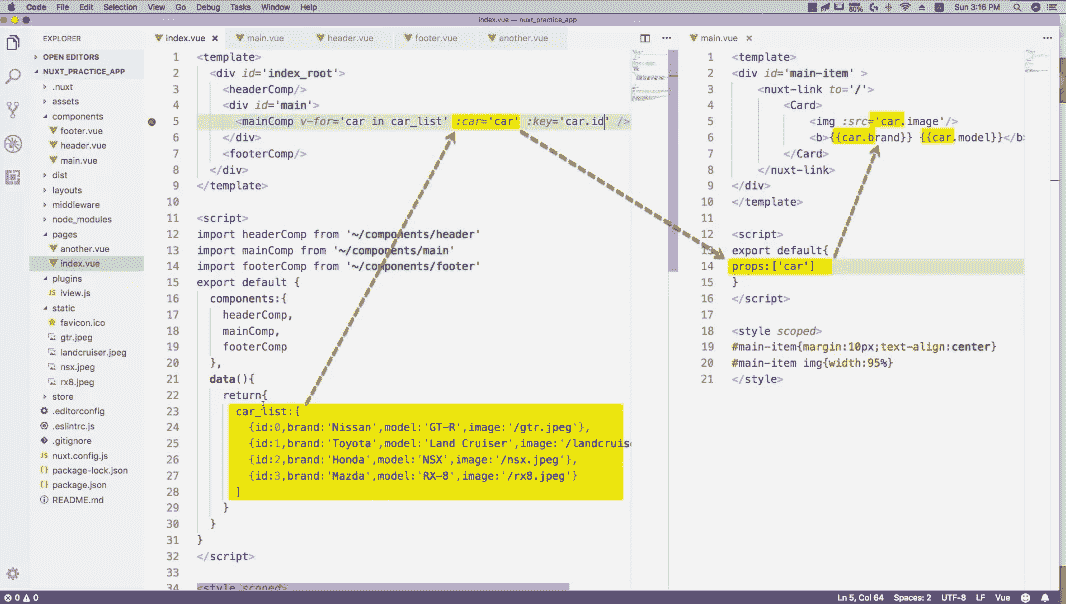 Code File Edit Selection View Go Debug Tasks Window Help
80% Sun 3:16 PM
index.vue — nuxt_practice_app
EXPLORER
OPEN EDITORS
NUXT_PRACTICE_APP
.nuxt
assets
components
footer.vue
header.vue
main.vue
dist
layouts
middleware
node_modules
pages
another.vue
index.vue
plugins
iview.js
static
favicon.ico
gtr.jpeg
landcruiser.jpeg
nsx.jpeg
rx8.jpeg
store
.editorconfig
.eslintrc.js
.gitignore
nuxt.config.js
package-lock.json
package.json
README.md
index.vue × main.vue header.vue footer.vue another.vue
1 <template>
2 <div id='index_root'>
3 <headerComp/>
4 <div id='main'>
5 <mainComp v-for='car in car_list' :car='car' :key='car.id' />
6 </div>
7 <footerComp/>
8 </div>
9 </template>
10
11 <script>
12 import headerComp from '~/components/header'
13 import mainComp from '~/components/main'
14 import footerComp from '~/components/footer'
15 export default {
16 components:{
17 headerComp,
18 mainComp,
19 footerComp
20 },
21 data(){
22 return{
23 car_list:[
24 {id:0,brand:'Nissan',model:'GT-R',image:'/gtr.jpeg'},
25 {id:1,brand:'Toyota',model:'Land Cruiser',image:'/landcruise
26 {id:2,brand:'Honda',model:'NSX',image:'/nsx.jpeg'},
27 {id:3,brand:'Mazda',model:'RX-8',image:'/rx8.jpeg'}
28 ]
29 }
30 }
31 }
32 </script>
33
34 <style scoped>
main.vue ×
1 <template>
2 <div id='main-item' >
3 <nuxt-link to='/'>
4 <Card>
5 <img :src='car.image'/>
6 <b>{{car.brand}} {{car.model}}</b>
7 </Card>
8 </nuxt-link>
9 </div>
10 </template>
11
12 <script>
13 export default{
14 props:['car']
15 }
16 </script>
17
18 <style scoped>
19 #main-item{margin:10px;text-align:center}
20 #main-item img{width:95%}
21 </style>
0 0 Ln 5, Col 64 Spaces: 2 UTF-8 LF Vue